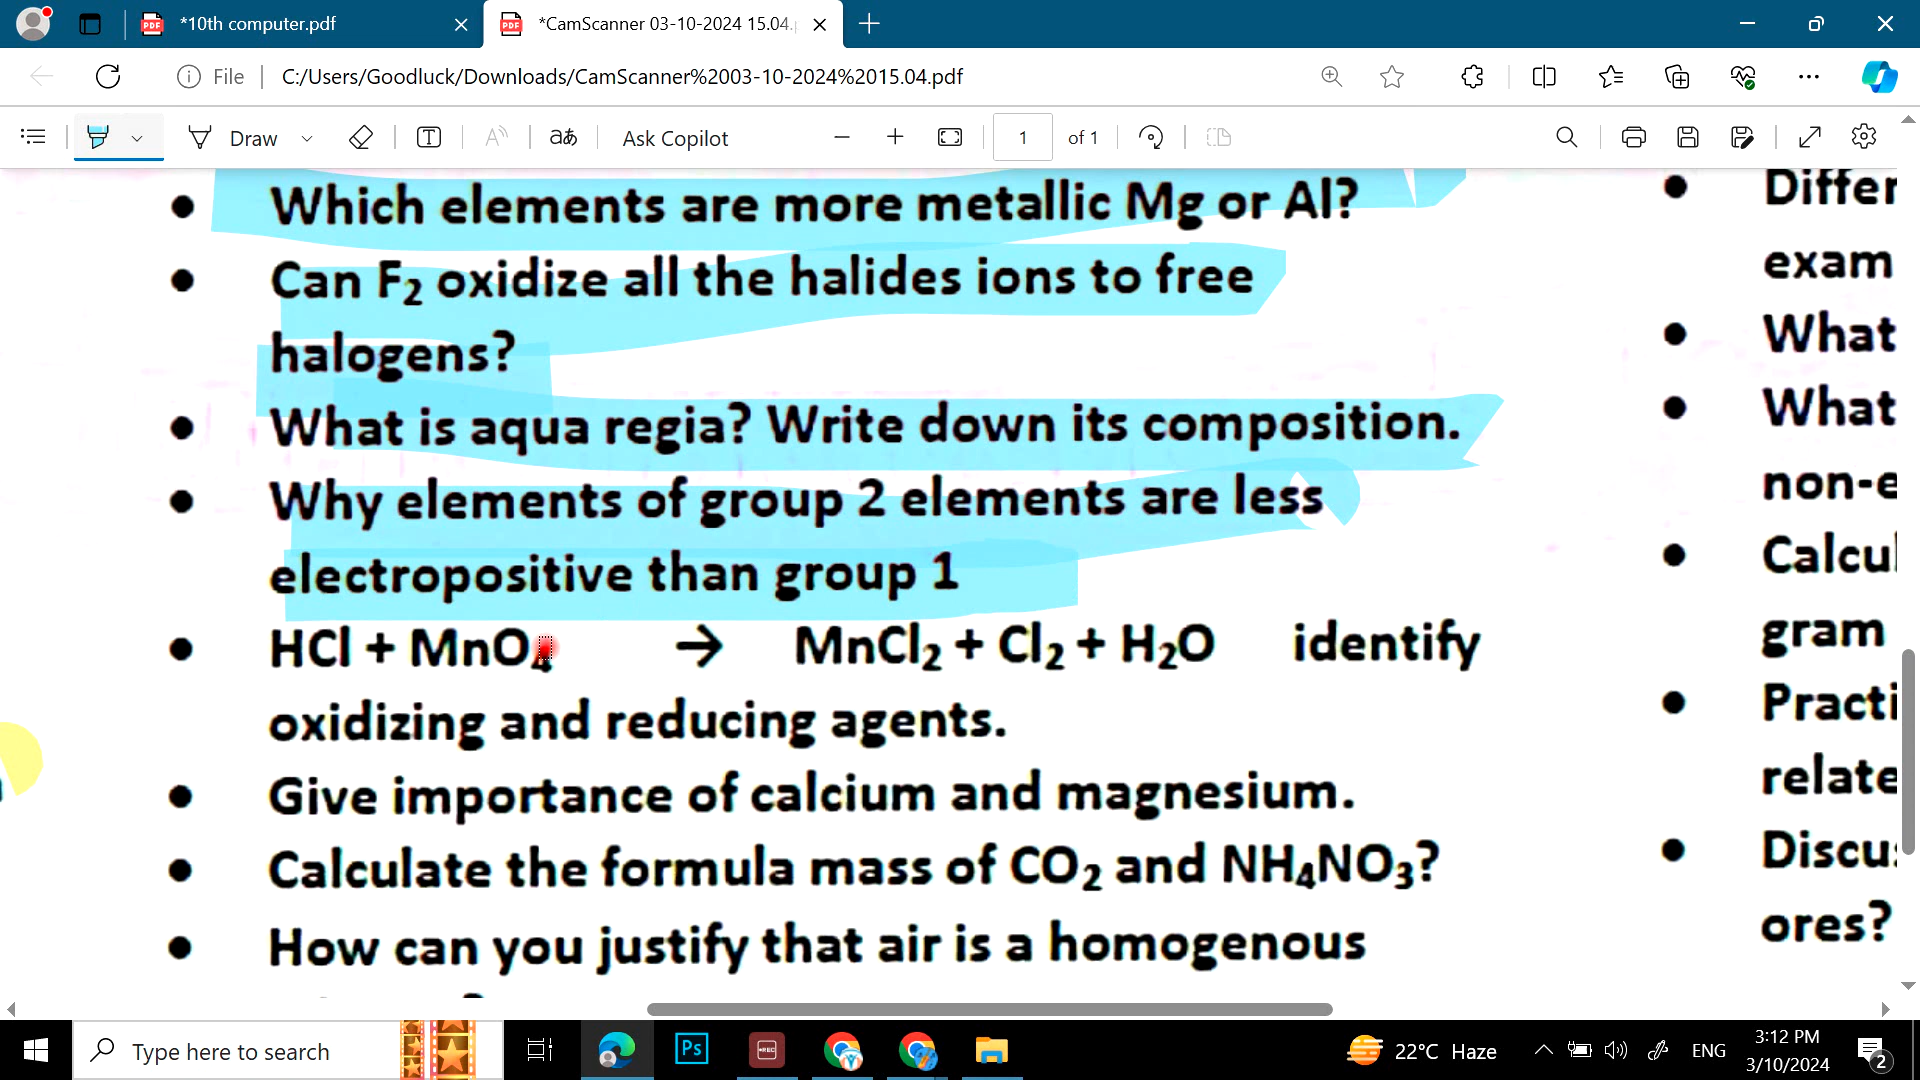 *10th computer.pdf
*CamScanner 03-10-2024 15.04.
File
C:/Users/Goodluck/Downloads/CamScanner%2003-10-2024%2015.04.pdf
Draw
Ask Copilot
1 of 1
• Which elements are more metallic Mg or Al?
• Can F₂ oxidize all the halides ions to free
halogens?
• What is aqua regia? Write down its composition.
• Why elements of group 2 elements are less
electropositive than group 1
• HCl + MnO₄ → MnCl₂ + Cl₂ + H₂O identify
oxidizing and reducing agents.
• Give importance of calcium and magnesium.
• Calculate the formula mass of CO₂ and NH₄NO₃?
• How can you justify that air is a homogenous
• Differ
exam
• What
• What
non-e
• Calcul
gram
• Practi
relate
• Discu
ores?
Type here to search
Ps
REC
22°C Haze
ENG
3:12 PM
3/10/2024
2